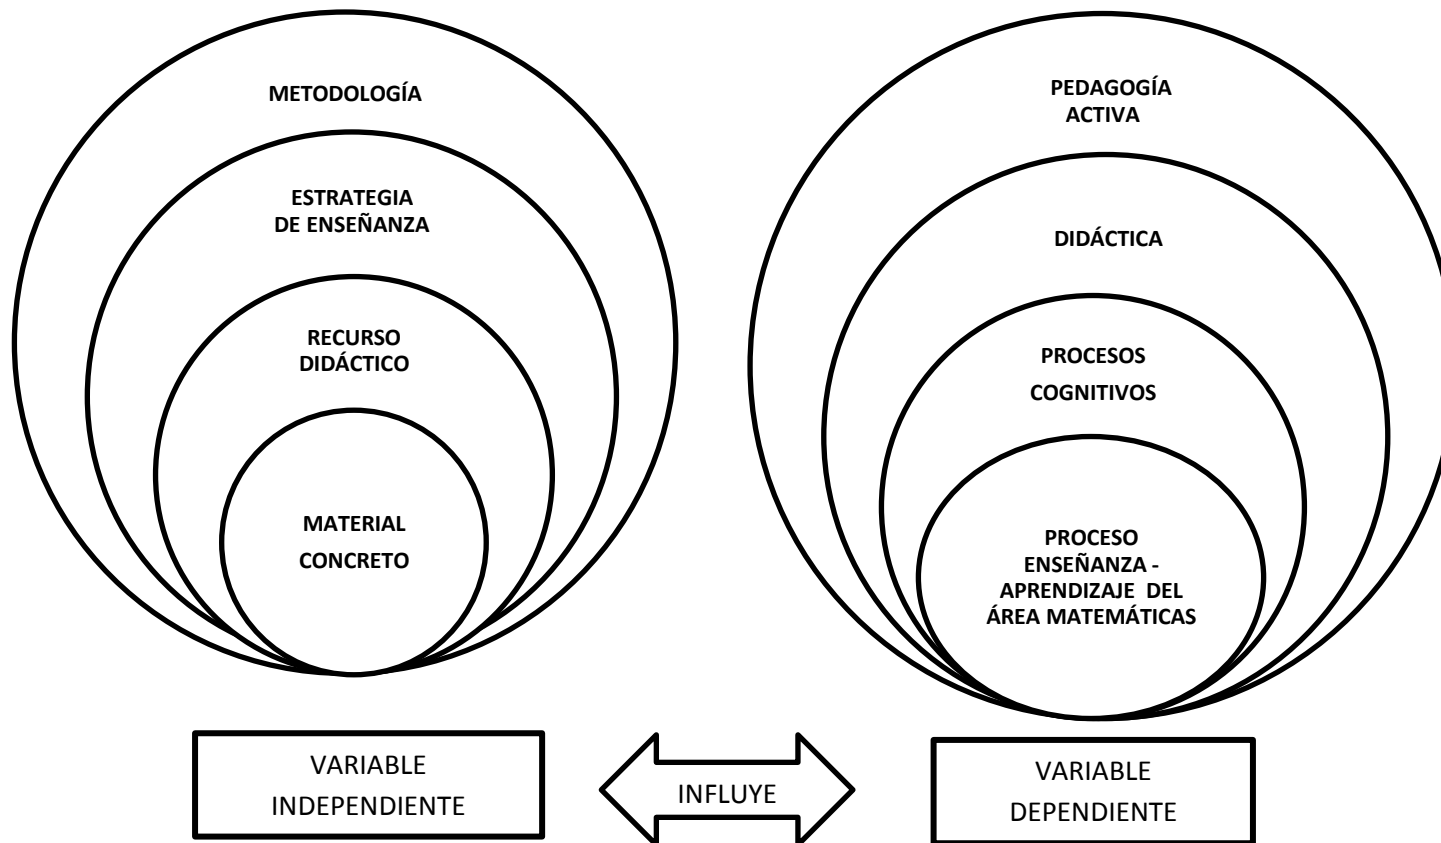 METODOLOGÍA
ESTRATEGIA
DE ENSEÑANZA
RECURSO
DIDÁCTICO
MATERIAL
CONCRETO
VARIABLE
INDEPENDIENTE
INFLUYE
PEDAGOGÍA
ACTIVA
DIDÁCTICA
PROCESOS
COGNITIVOS
PROCESO
ENSEÑANZA -
APRENDIZAJE DEL
ÁREA MATEMÁTICAS
VARIABLE
DEPENDIENTE